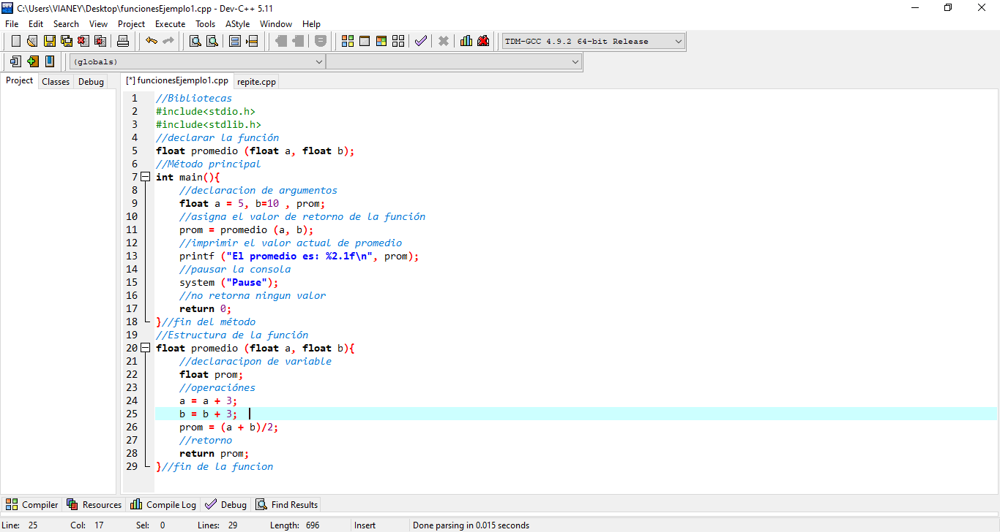 C:\Users\VIANEY\Desktop\funcionesEjemplo1.cpp - Dev-C++ 5.11
File Edit Search View Project Execute Tools AStyle Window Help
TDM-GCC 4.9.2 64-bit Release
(globals)
Project Classes Debug [*] funcionesEjemplo1.cpp repite.cpp
1 //Bibliotecas
2 #include<stdio.h>
3 #include<stdlib.h>
4 //declarar la función
5 float promedio (float a, float b);
6 //Método principal
7 int main(){
8 //declaracion de argumentos
9 float a = 5, b=10 , prom;
10 //asigna el valor de retorno de la función
11 prom = promedio (a, b);
12 //imprimir el valor actual de promedio
13 printf ("El promedio es: %2.1f\n", prom);
14 //pausar la consola
15 system ("Pause");
16 //no retorna ningun valor
17 return 0;
18 }//fin del método
19 //Estructura de la función
20 float promedio (float a, float b){
21 //declaracipon de variable
22 float prom;
23 //operaciónes
24 a = a + 3;
25 b = b + 3;
26 prom = (a + b)/2;
27 //retorno
28 return prom;
29 }//fin de la funcion
Compiler Resources Compile Log Debug Find Results
Line: 25 Col: 17 Sel: 0 Lines: 29 Length: 696 Insert Done parsing in 0.015 seconds